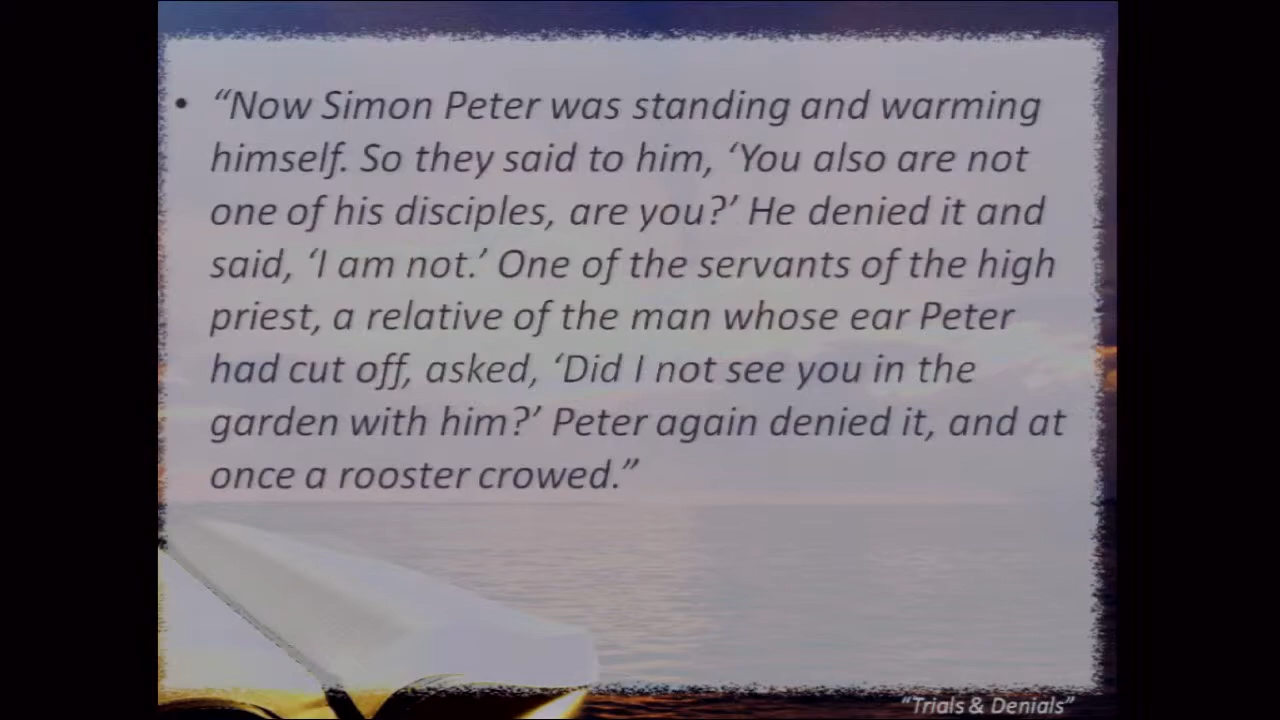 • “Now Simon Peter was standing and warming
himself. So they said to him, ‘You also are not
one of his disciples, are you?’ He denied it and
said, ‘I am not.’ One of the servants of the high
priest, a relative of the man whose ear Peter
had cut off, asked, ‘Did I not see you in the
garden with him?’ Peter again denied it, and at
once a rooster crowed.”
“Trials & Denials”